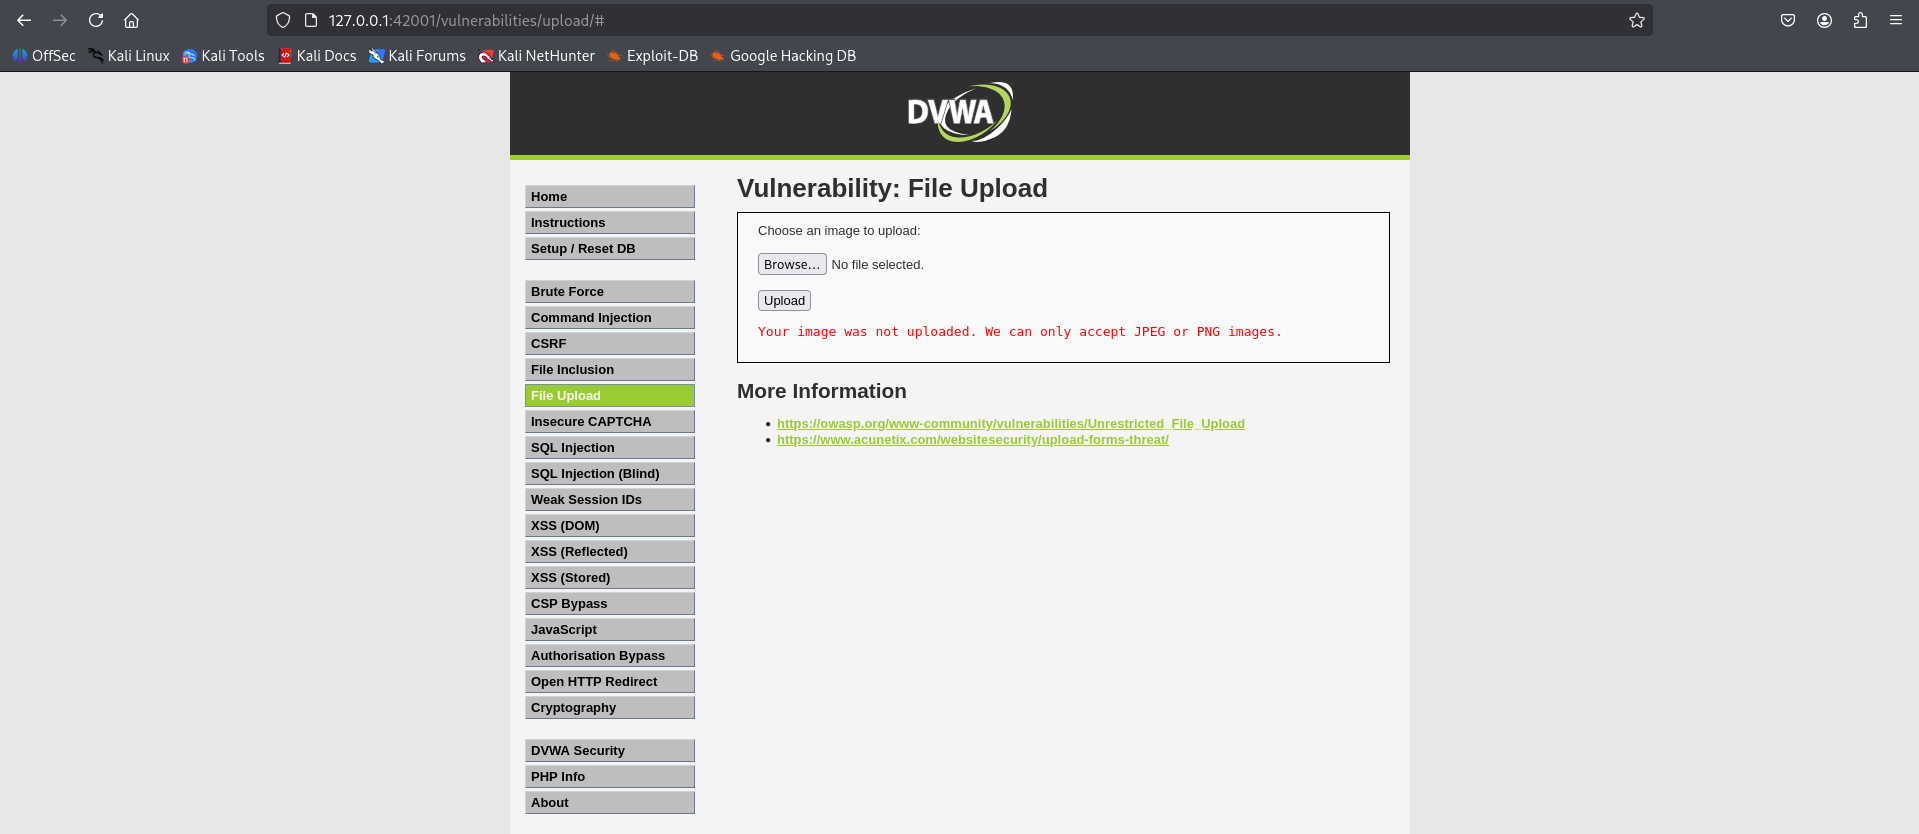 127.0.0.1:42001/vulnerabilities/upload/#
OffSec Kali Linux Kali Tools Kali Docs Kali Forums Kali NetHunter Exploit-DB Google Hacking DB
DVWA
Home
Instructions
Setup / Reset DB
Brute Force
Command Injection
CSRF
File Inclusion
File Upload
Insecure CAPTCHA
SQL Injection
SQL Injection (Blind)
Weak Session IDs
XSS (DOM)
XSS (Reflected)
XSS (Stored)
CSP Bypass
JavaScript
Authorisation Bypass
Open HTTP Redirect
Cryptography
DVWA Security
PHP Info
About
Vulnerability: File Upload
Choose an image to upload:
Browse... No file selected.
Upload
Your image was not uploaded. We can only accept JPEG or PNG images.
More Information
https://owasp.org/www-community/vulnerabilities/Unrestricted_File_Upload
https://www.acunetix.com/websitesecurity/upload-forms-threat/